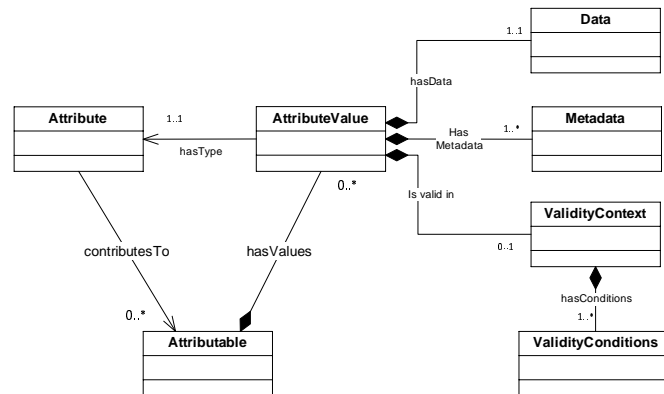 Data
1..1
hasData
Attribute
1..1
AttributeValue
Has
Metadata
1..*
Metadata
hasType
0..*
Is valid in
ValidityContext
0..1
contributesTo
hasValues
hasConditions
0..*
1..*
Attributable
ValidityConditions